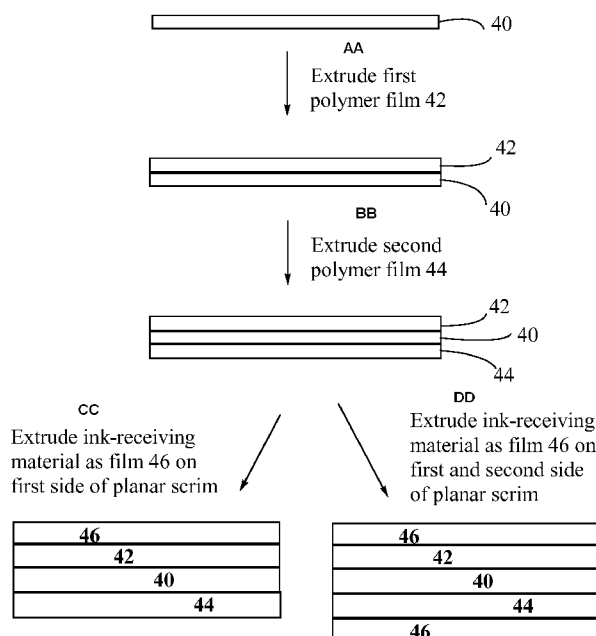 40
AA
Extrude first
polymer film 42
42
40
BB
Extrude second
polymer film 44
42
40
44
CC
Extrude ink-receiving
material as film 46 on
first side of planar scrim
DD
Extrude ink-receiving
material as film 46 on
first and second side
of planar scrim
46
42
40
44
46
42
40
44
46